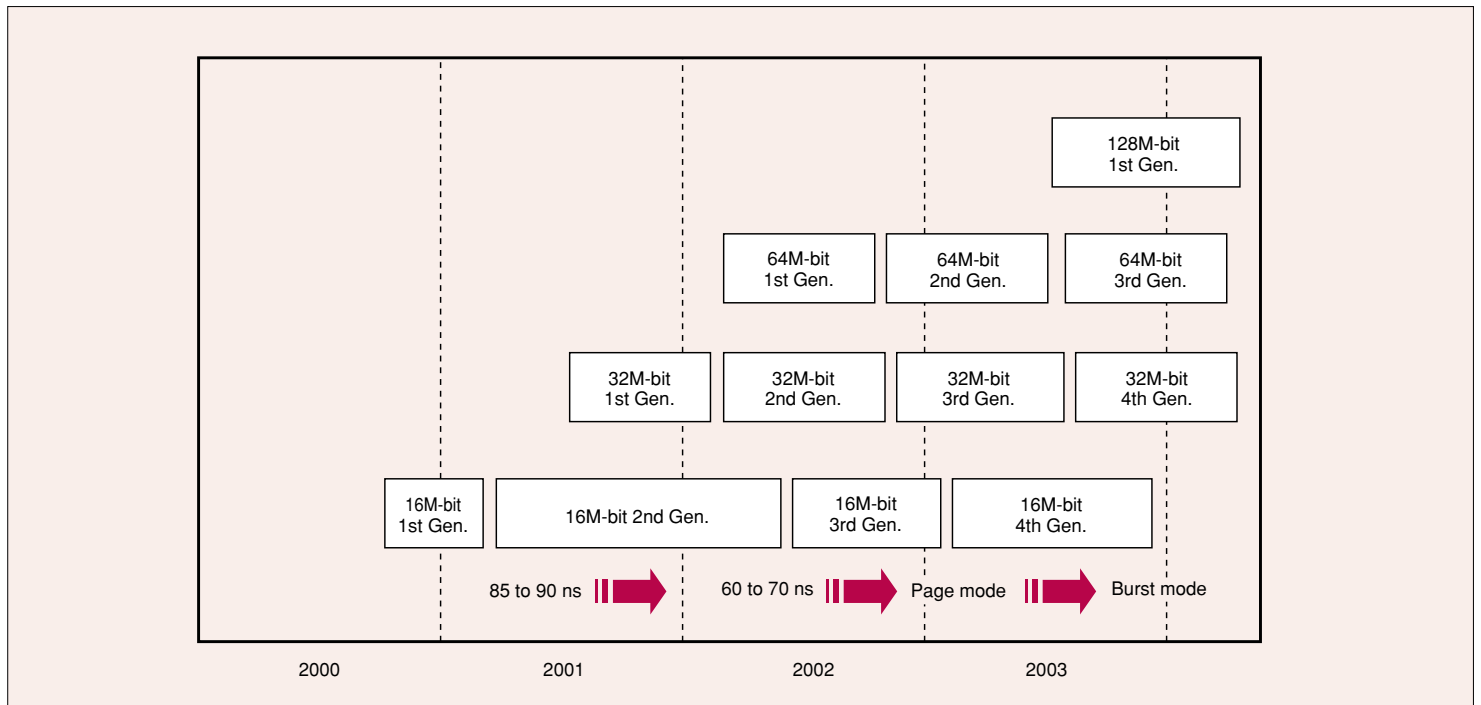 128M-bit
1st Gen.
64M-bit
1st Gen.
64M-bit
2nd Gen.
64M-bit
3rd Gen.
32M-bit
1st Gen.
32M-bit
2nd Gen.
32M-bit
3rd Gen.
32M-bit
4th Gen.
16M-bit
1st Gen.
16M-bit 2nd Gen.
16M-bit
3rd Gen.
16M-bit
4th Gen.
85 to 90 ns
60 to 70 ns
Page mode
Burst mode
2000
2001
2002
2003